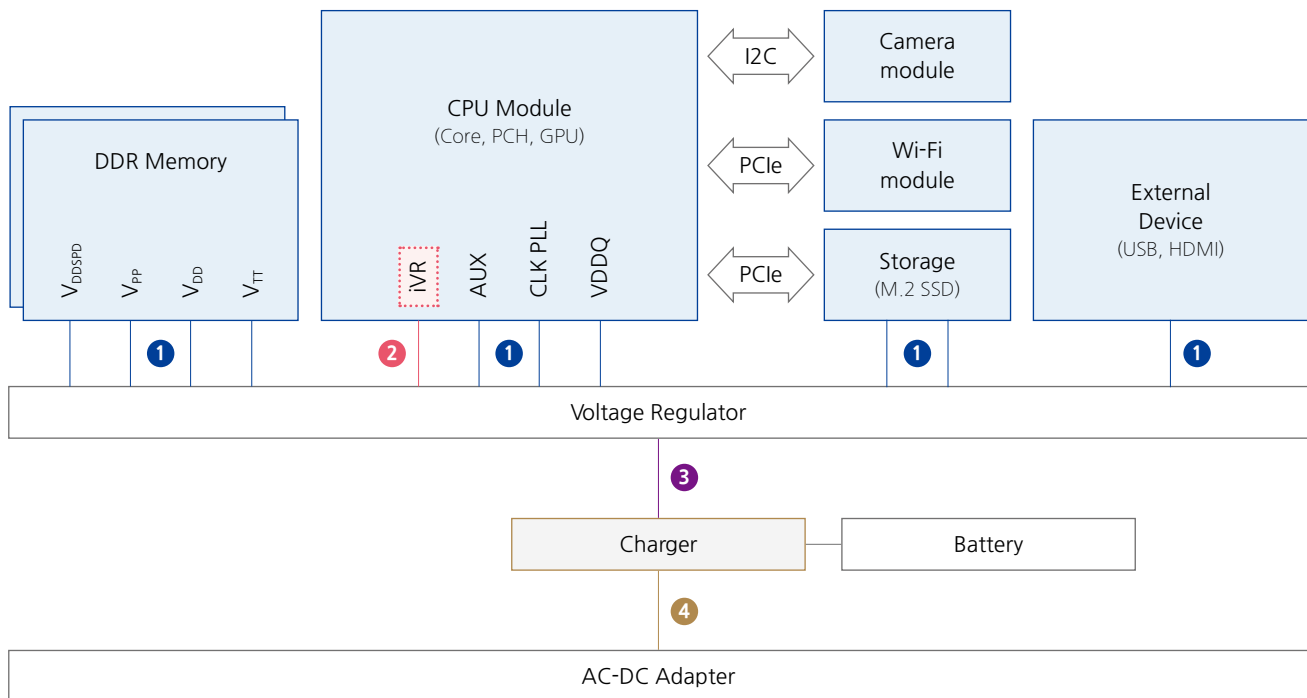 CPU Module
(Core, PCH, GPU)
I2C
Camera
module
DDR Memory
PCIe
Wi-Fi
module
External
Device
(USB, HDMI)
PCIe
Storage
(M.2 SSD)
VDDSPD
VPP
VDD
VTT
iVR
AUX
CLK PLL
VDDQ
1
2
1
1
1
Voltage Regulator
3
Charger
Battery
4
AC-DC Adapter